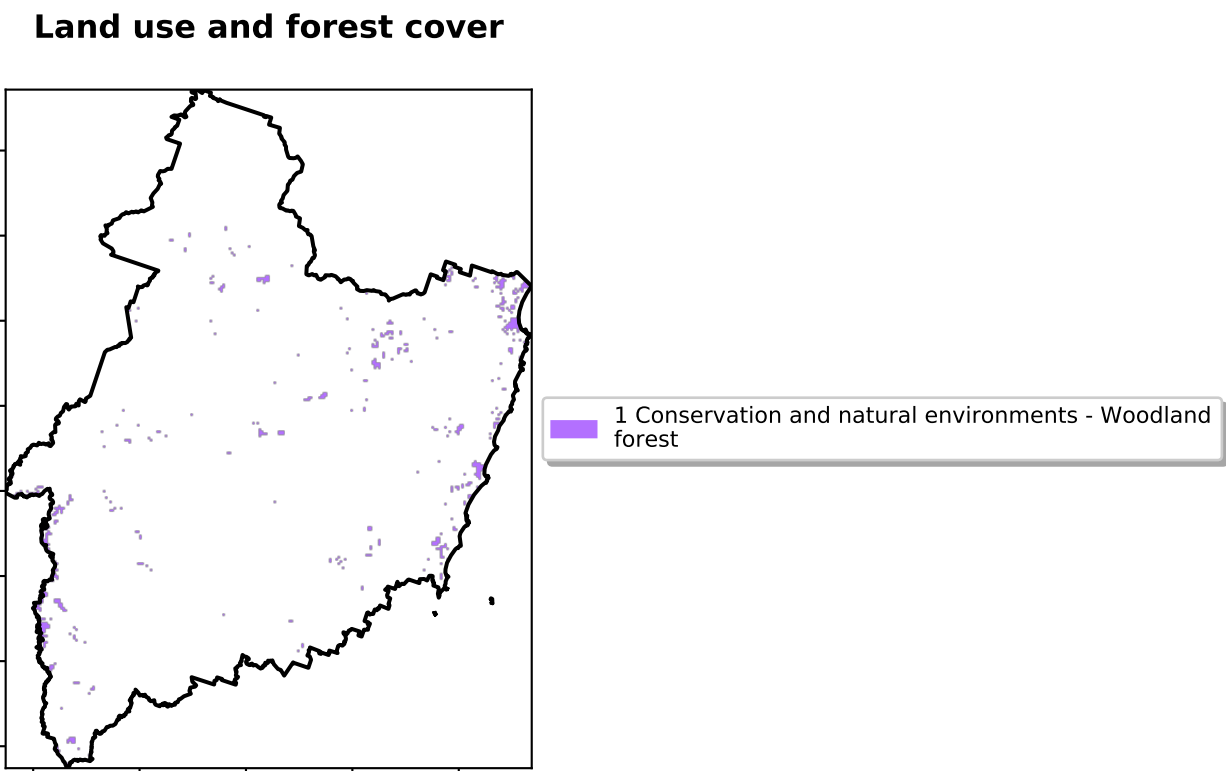 Land use and forest cover
1 Conservation and natural environments - Woodland
forest